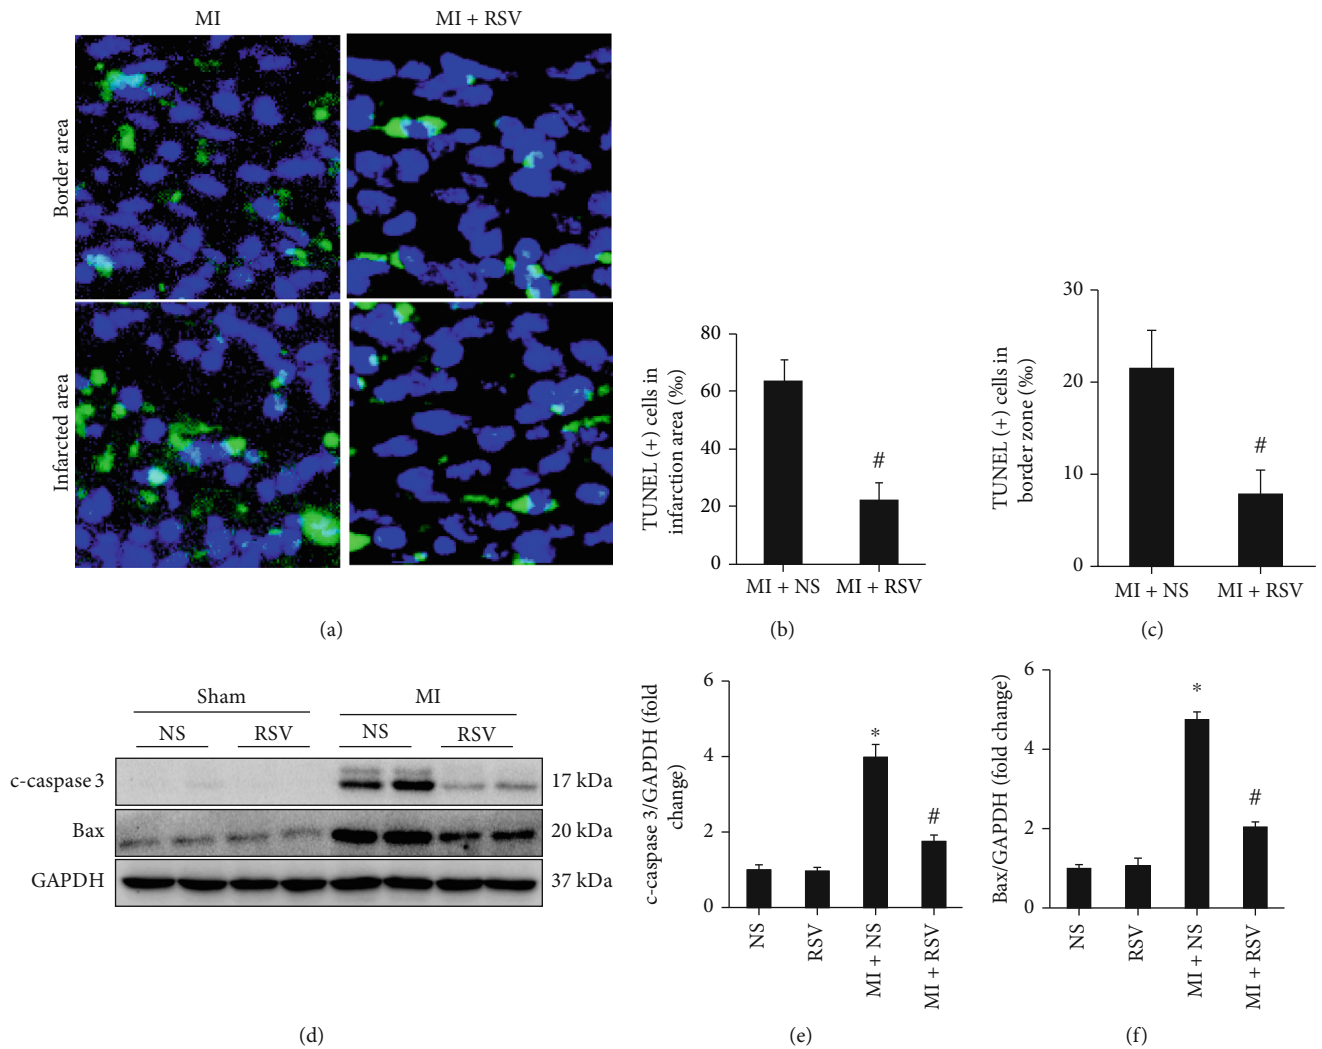 MI
MI + RSV
Border area
Infarcted area
(a)
TUNEL (+) cells in
infarction area (‰)
80
60
40
20
0
#
MI + NS
MI + RSV
(b)
TUNEL (+) cells in
border zone (‰)
30
20
10
0
#
MI + NS
MI + RSV
(c)
Sham
MI
NS
RSV
NS
RSV
c-caspase 3
17 kDa
Bax
20 kDa
GAPDH
37 kDa
(d)
c-caspase 3/GAPDH (fold
change)
6
4
2
0
*
#
NS
RSV
MI + NS
MI + RSV
(e)
Bax/GAPDH (fold change)
6
4
2
0
*
#
NS
RSV
MI + NS
MI + RSV
(f)